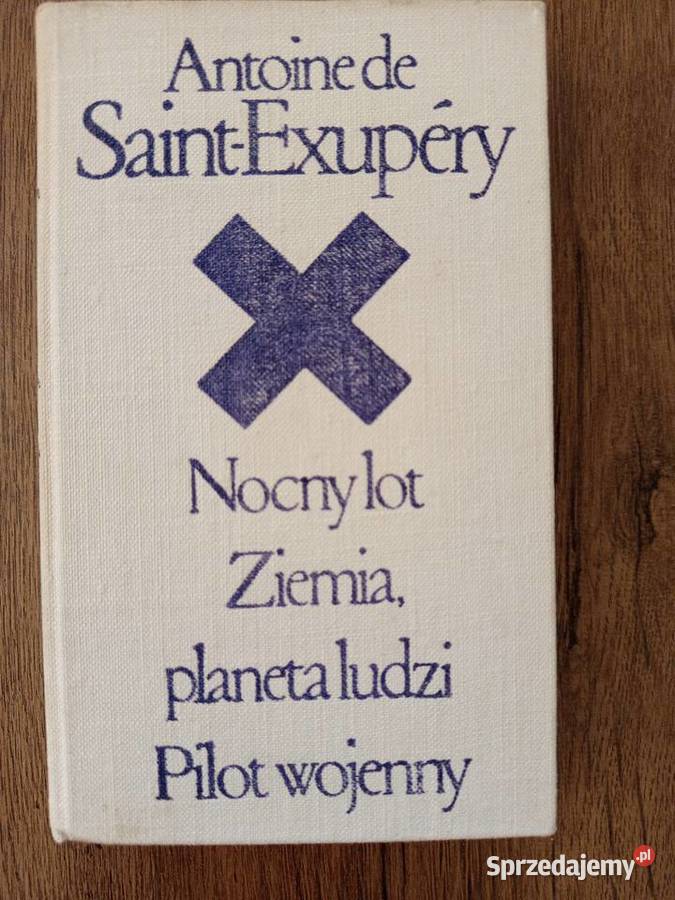 Antoine de
Saint-Exupéry
Nocny lot
Ziemia,
planeta ludzi
Pilot wojenny
Sprzedajemy.pl